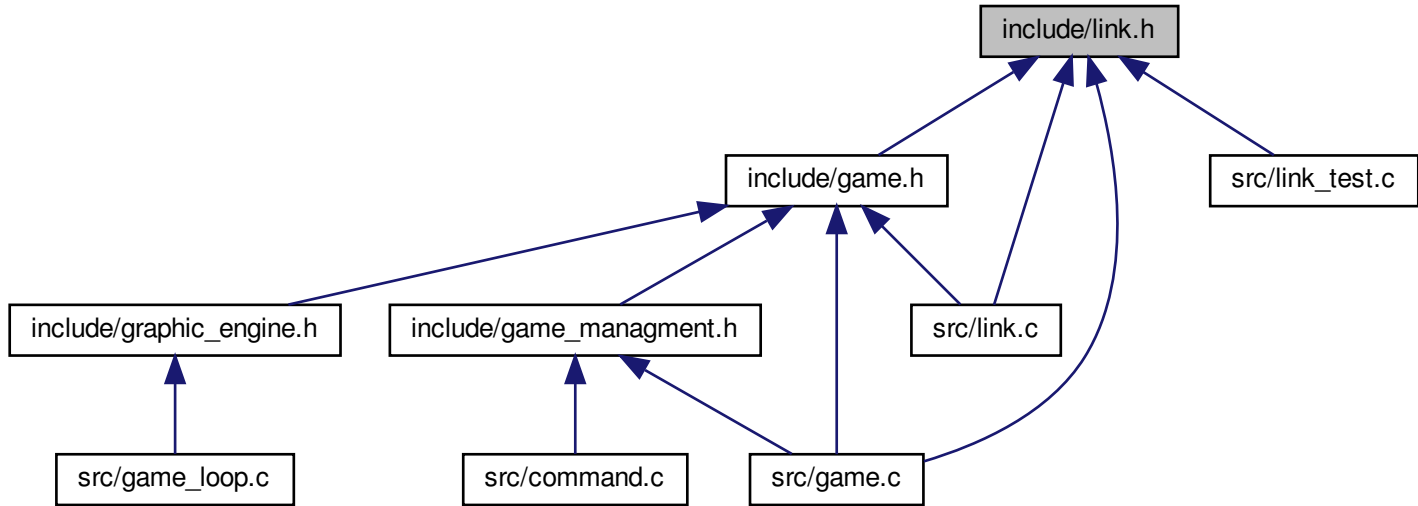 include/link.h
include/game.h
src/link_test.c
include/graphic_engine.h
include/game_managment.h
src/link.c
src/game_loop.c
src/command.c
src/game.c